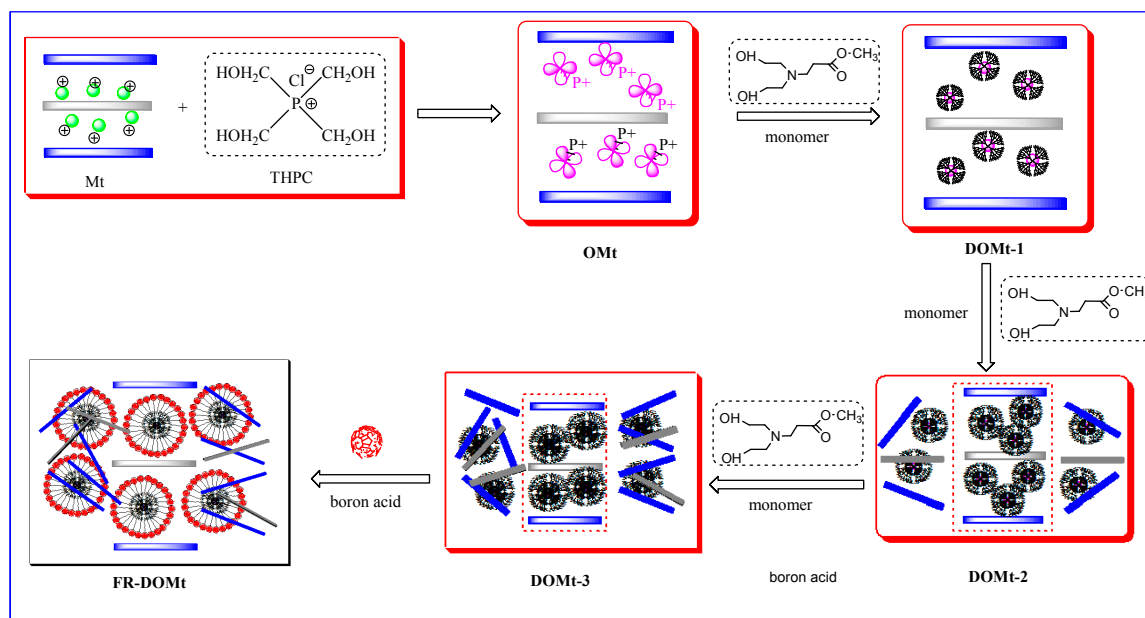 HOH₂C
Cl
⊖
CH₂OH
P
⊕
HOH₂C
CH₂OH
+
Mt
THPC
P+
P+
P+
P+
P+
P+
OMt
OH
N
O·CH₃
O
OH
monomer
DOMt-1
monomer
OH
N
O·CH
O
OH
DOMt-2
OH
N
O·CH₃
O
OH
monomer
boron acid
DOMt-3
boron acid
FR-DOMt